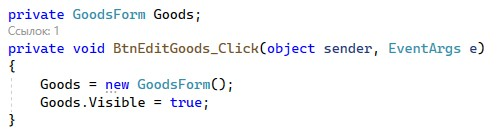 private GoodsForm Goods;
Ссылок: 1
private void BtnEditGoods_Click(object sender, EventArgs e)
{
    Goods = new GoodsForm();
    Goods.Visible = true;
}